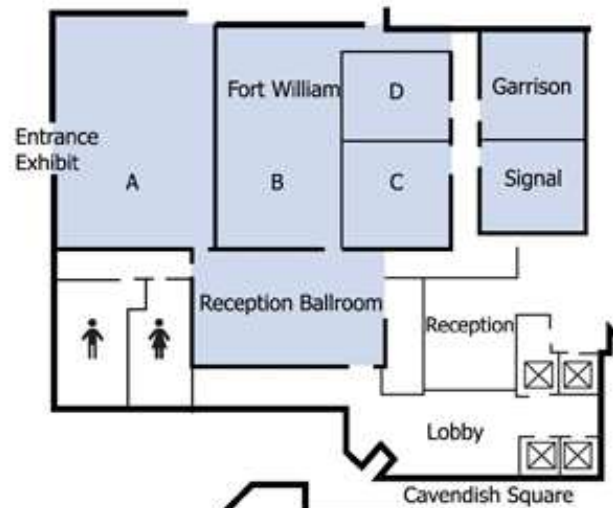 Fort William
D
Garrison
Entrance
Exhibit
A
B
C
Signal
Reception Ballroom
Reception
Lobby
Cavendish Square